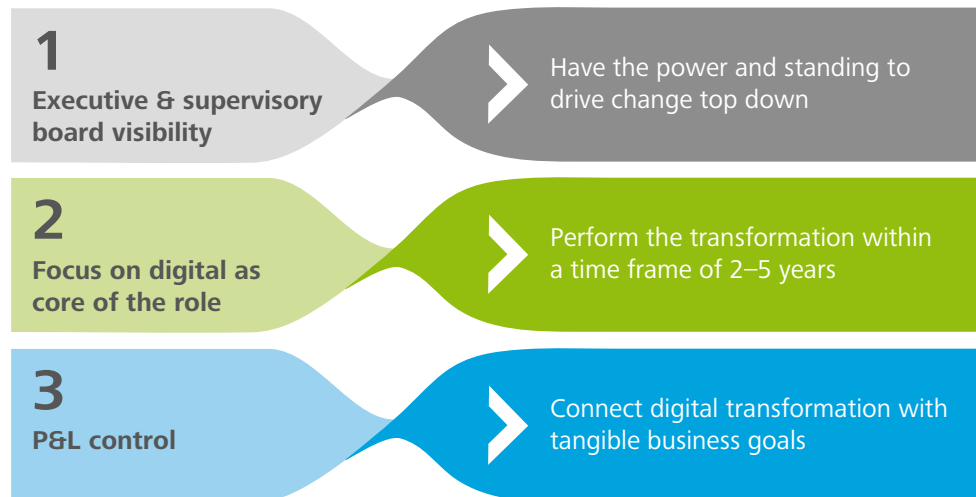 1
Executive & supervisory
board visibility
Have the power and standing to
drive change top down
2
Focus on digital as
core of the role
Perform the transformation within
a time frame of 2–5 years
3
P&L control
Connect digital transformation with
tangible business goals